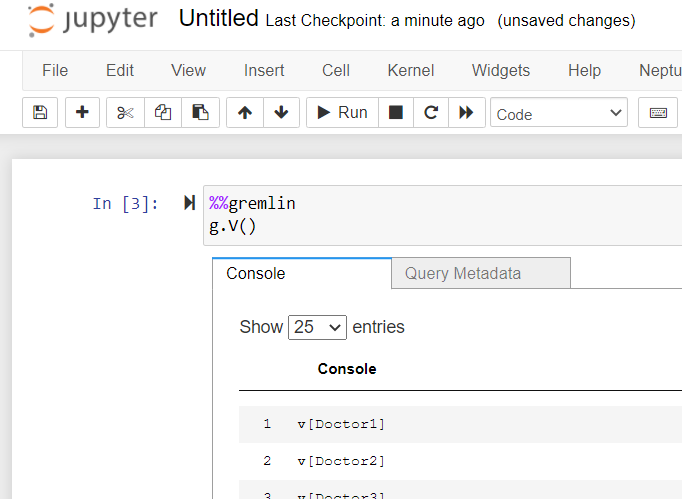 jupyter Untitled Last Checkpoint: a minute ago (unsaved changes)
File Edit View Insert Cell Kernel Widgets Help Neptu
Run Code
In [3]: %%gremlin
g.V()
Console Query Metadata
Show 25 entries
Console
1 v[Doctor1]
2 v[Doctor2]
3 v[Doctor3]